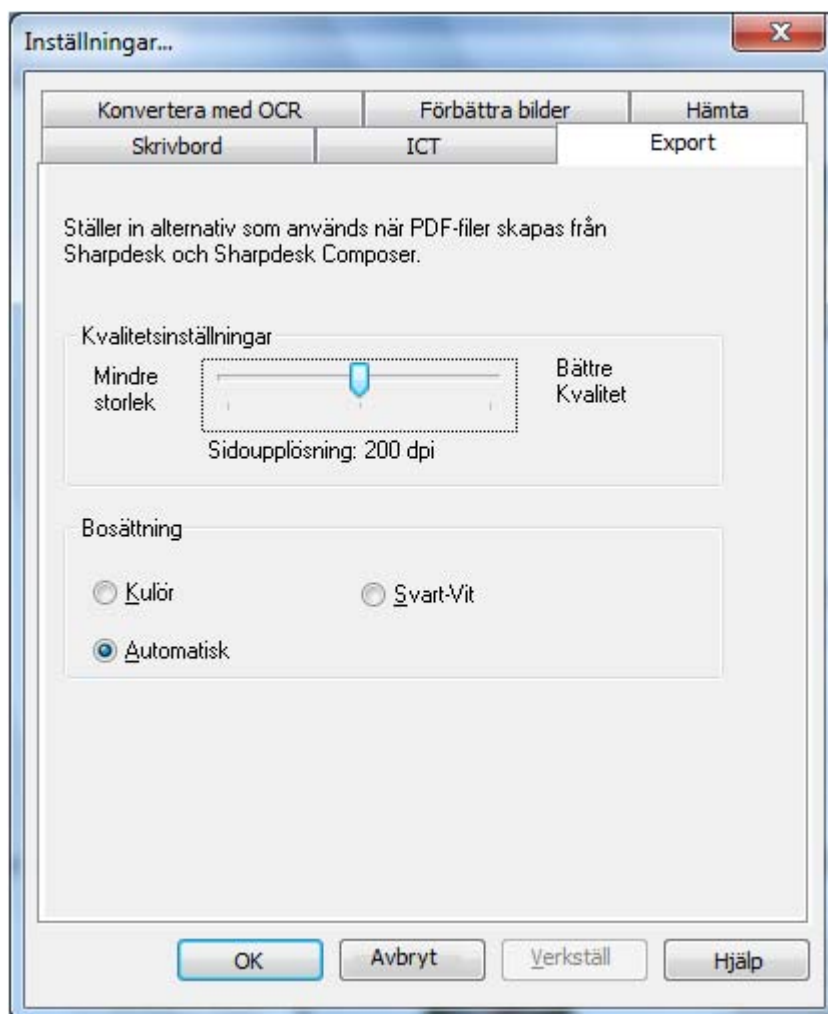 Inställningar...
Konvertera med OCR Förbättra bilder Hämta
Skrivbord ICT Export
Ställer in alternativ som används när PDF-filer skapas från
Sharpdesk och Sharpdesk Composer.
Kvalitetsinställningar
Mindre
storlek
Bättre
Kvalitet
Sidoupplösning: 200 dpi
Bosättning
Kulör Svart-Vit
Automatisk
OK Avbryt Verkställ Hjälp